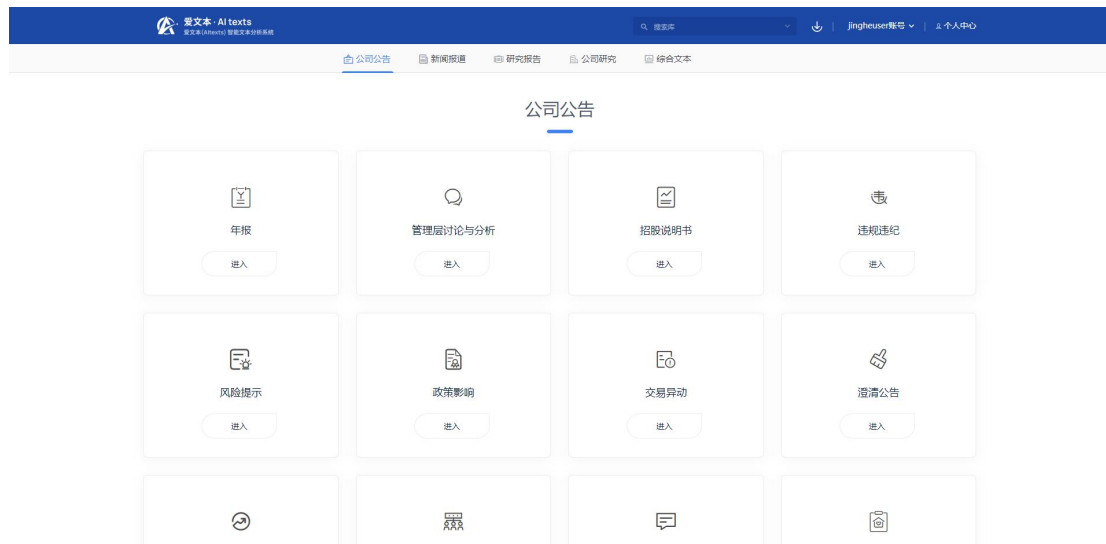 爱文本·AI texts
爱文本(AItexts) 智能文本分析系统
搜索库
jingheuser账号
个人中心
公司公告
新闻报道
研究报告
公司研究
综合文本
公司公告
年报
管理层讨论与分析
招股说明书
违规违纪
进入
进入
进入
进入
风险提示
政策影响
交易异动
澄清公告
进入
进入
进入
进入